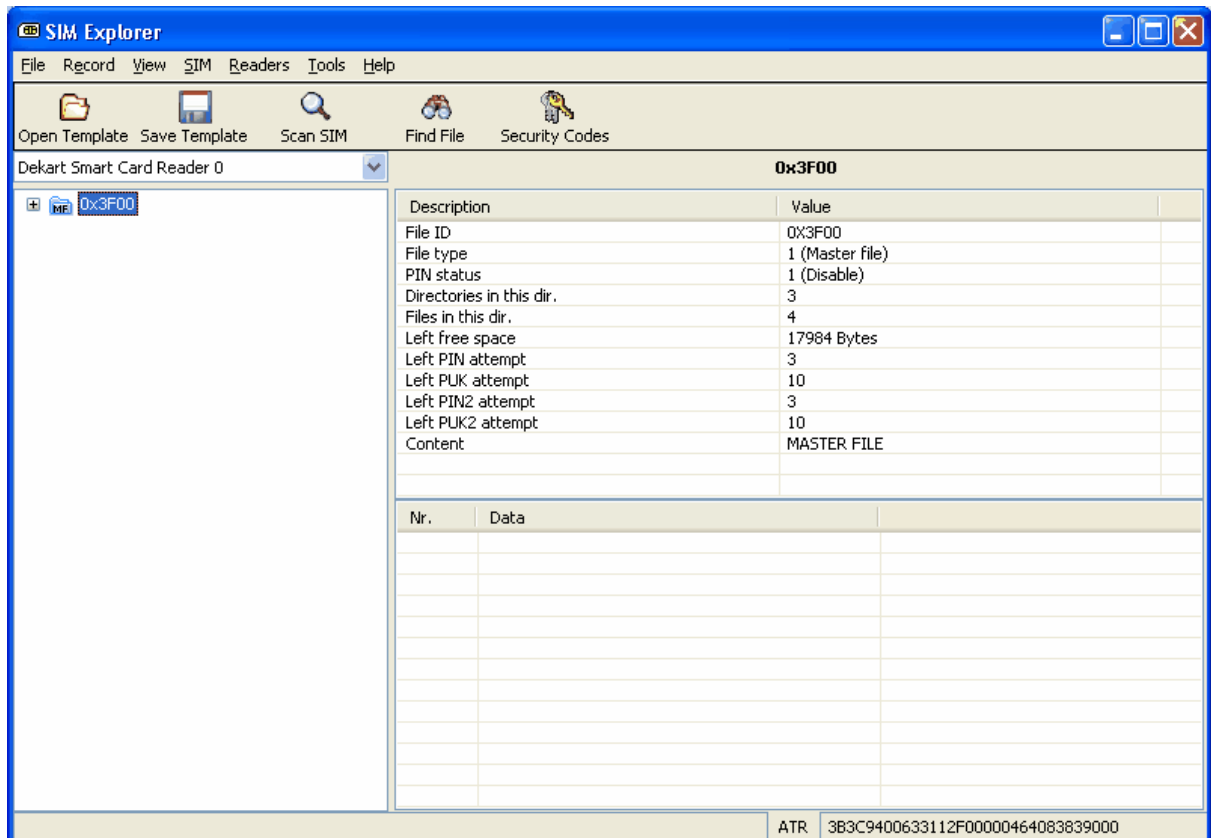 SIM Explorer
File Record View SIM Readers Tools Help
Open Template Save Template Scan SIM Find File Security Codes
Dekart Smart Card Reader 0
0x3F00
MF 0x3F00
Description Value
File ID 0X3F00
File type 1 (Master file)
PIN status 1 (Disable)
Directories in this dir. 3
Files in this dir. 4
Left free space 17984 Bytes
Left PIN attempt 3
Left PUK attempt 10
Left PIN2 attempt 3
Left PUK2 attempt 10
Content MASTER FILE
Nr. Data
ATR 3B3C9400633112F00000464083839000